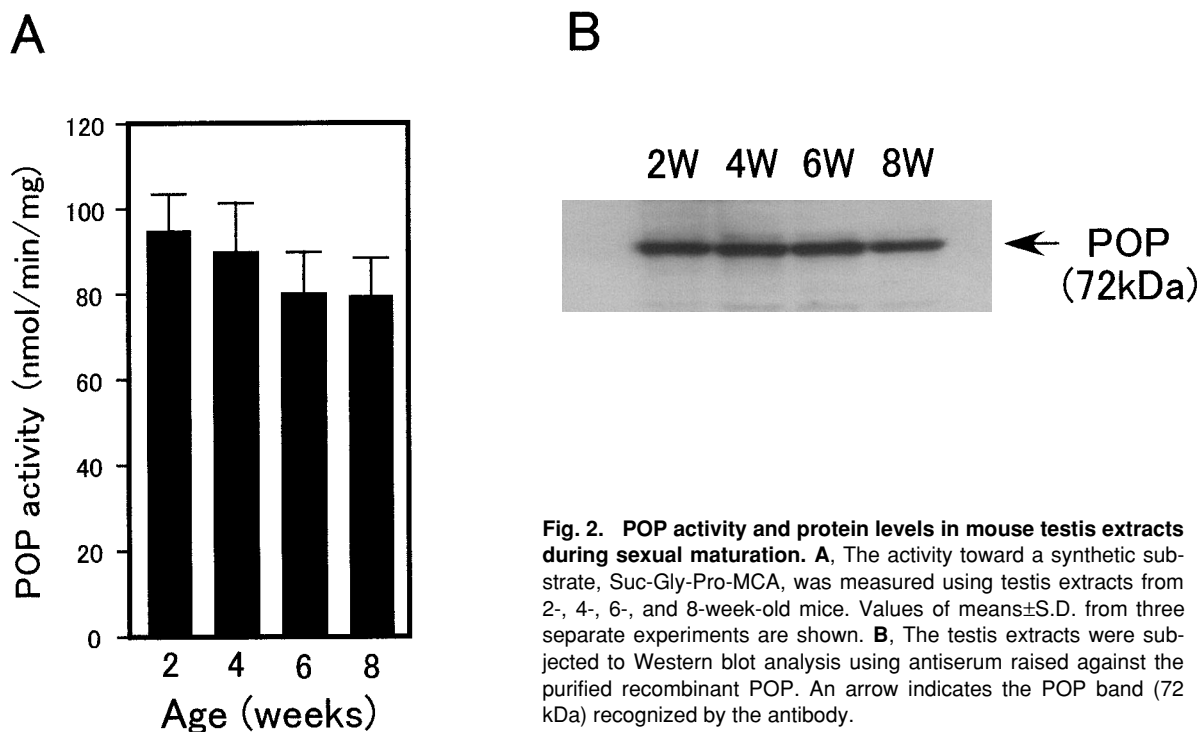 A
POP activity (nmol/min/mg)
120
100
80
60
40
20
0
2 4 6 8
Age (weeks)
B
2W 4W 6W 8W
POP
(72kDa)
Fig. 2. POP activity and protein levels in mouse testis extracts
during sexual maturation. A, The activity toward a synthetic sub-
strate, Suc-Gly-Pro-MCA, was measured using testis extracts from
2-, 4-, 6-, and 8-week-old mice. Values of means±S.D. from three
separate experiments are shown. B, The testis extracts were sub-
jected to Western blot analysis using antiserum raised against the
purified recombinant POP. An arrow indicates the POP band (72
kDa) recognized by the antibody.